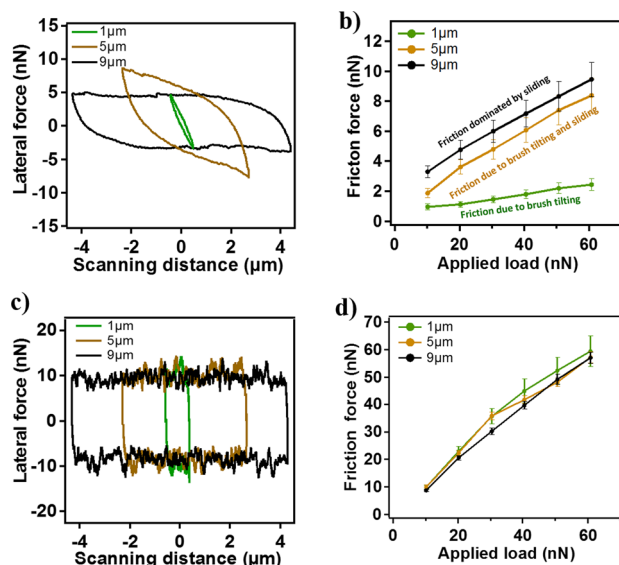 1µm
5µm
9µm
Lateral force (nN)
15
10
5
0
-5
-10
-15
-4 -2 0 2 4
Scanning distance (µm)
b)
1µm
5µm
9µm
Friction dominated by sliding
Friction due to brush tilting and sliding
Friction due to brush tilting
Fricton force (nN)
12
10
8
6
4
2
0
0 10 20 30 40 50 60
Applied load (nN)
c)
1µm
5µm
9µm
Lateral force (nN)
20
10
0
-10
-20
-4 -2 0 2 4
Scanning distance (µm)
d)
1µm
5µm
9µm
Friction force (nN)
70
60
50
40
30
20
10
0
0 20 40 60
Applied load (nN)